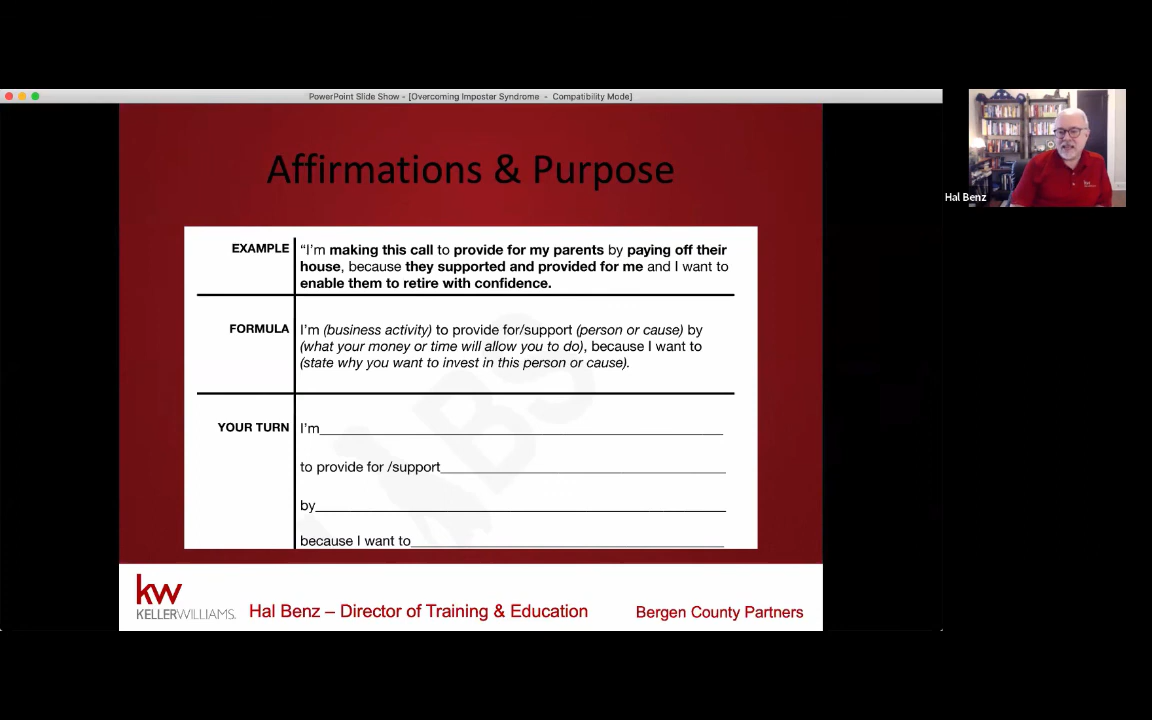 PowerPoint Slide Show - [Overcoming Imposter Syndrome - Compatibility Mode]
Affirmations & Purpose
EXAMPLE
“I’m making this call to provide for my parents by paying off their
house, because they supported and provided for me and I want to
enable them to retire with confidence.
FORMULA
I’m (business activity) to provide for/support (person or cause) by
(what your money or time will allow you to do), because I want to
(state why you want to invest in this person or cause).
YOUR TURN
I’m
to provide for /support
by
because I want to
LABS
kw
KELLERWILLIAMS.
Hal Benz – Director of Training & Education
Bergen County Partners
Hal Benz